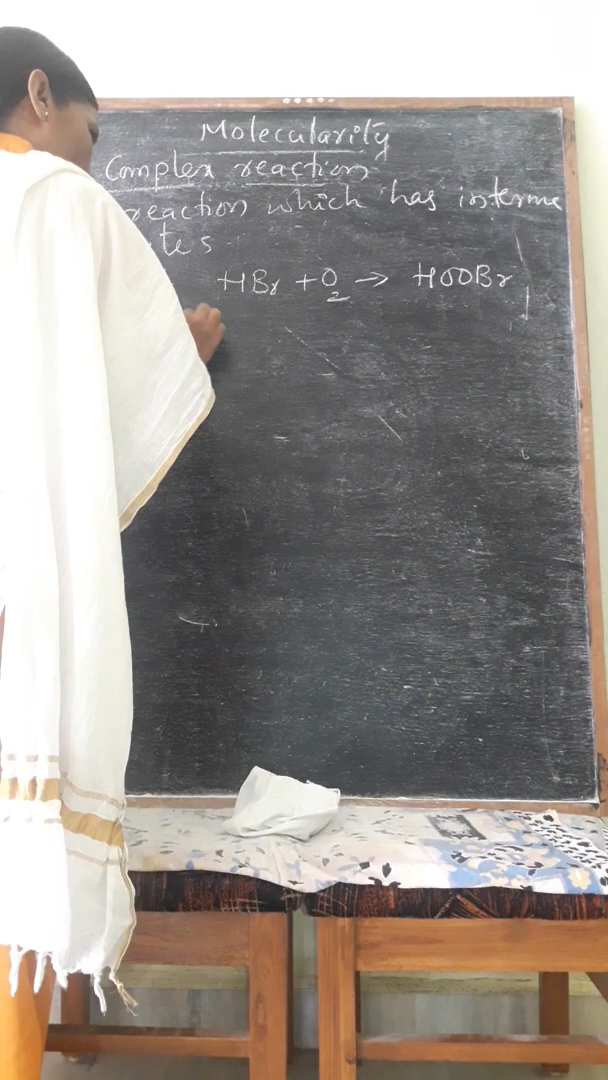 Molecularity
Complex reaction
reaction which has interme
tes
HBr + O2 → HOOBr